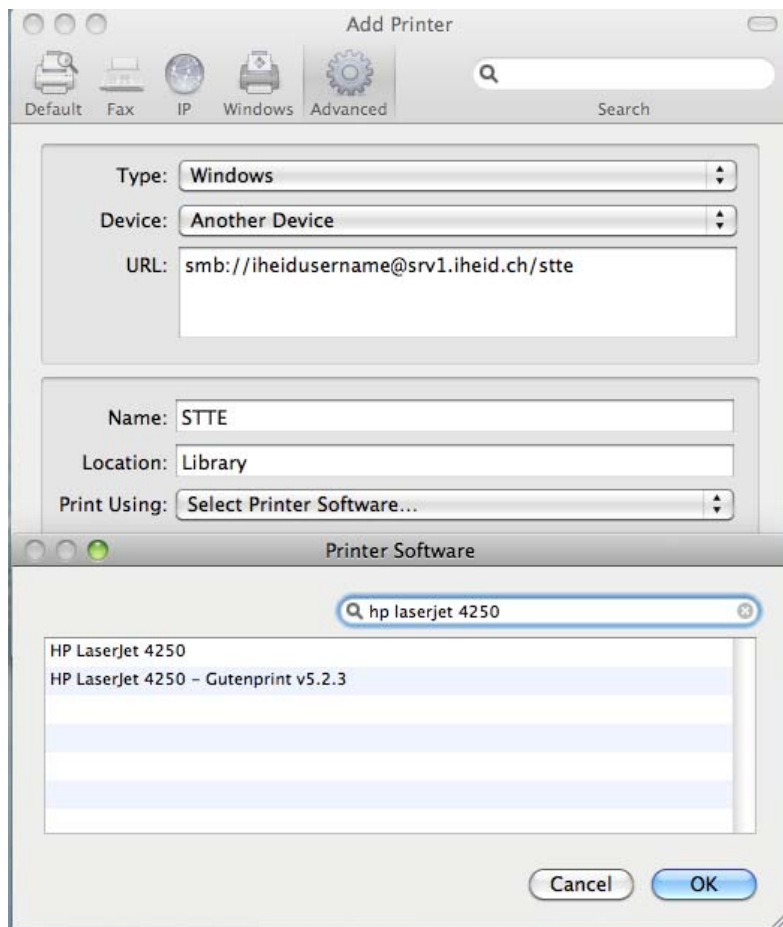 Add Printer
Default Fax IP Windows Advanced Search
Type: Windows
Device: Another Device
URL: smb://iheidusername@srv1.iheid.ch/stte
Name: STTE
Location: Library
Print Using: Select Printer Software...
Printer Software
hp laserjet 4250
HP LaserJet 4250
HP LaserJet 4250 – Gutenprint v5.2.3
Cancel OK